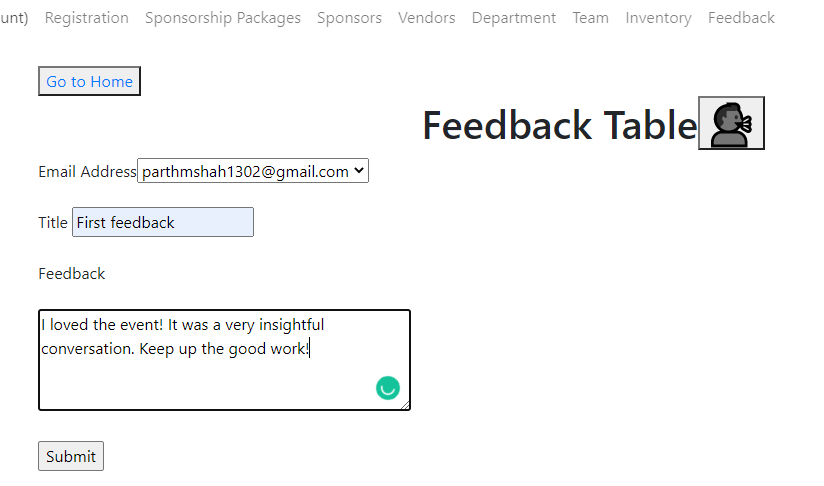 unt) Registration Sponsorship Packages Sponsors Vendors Department Team Inventory Feedback
Go to Home
Feedback Table
Email Address parthmshah1302@gmail.com
Title First feedback
Feedback
I loved the event! It was a very insightful
conversation. Keep up the good work!
Submit